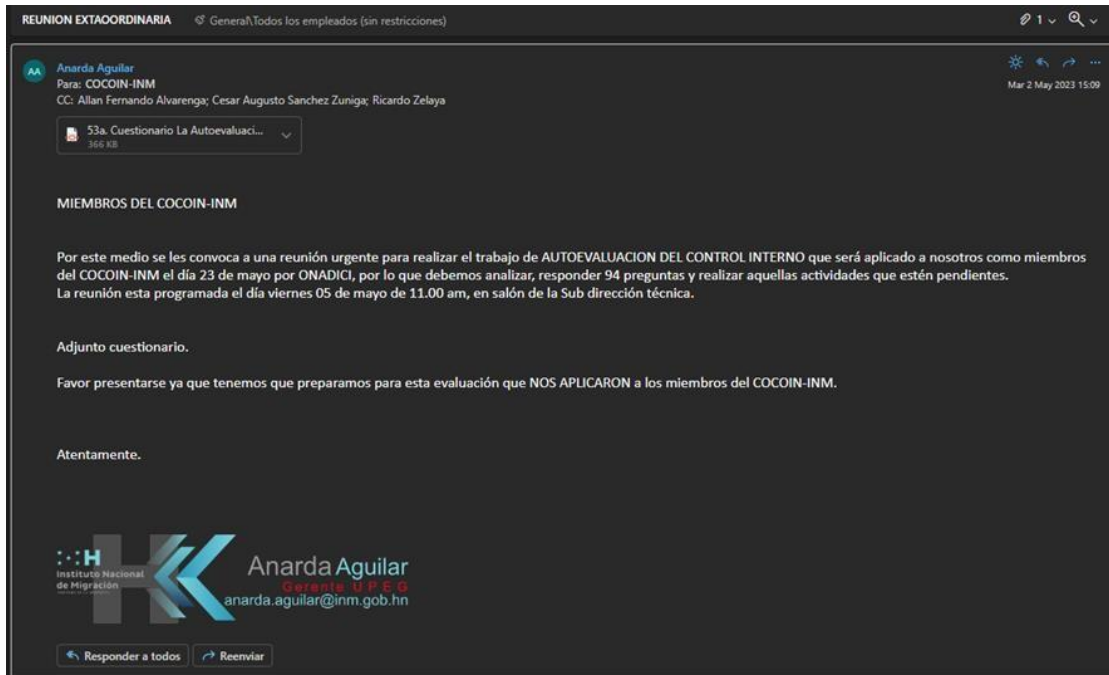 REUNION EXTAOORDINARIA General\Todos los empleados (sin restricciones) 1
AA
Anarda Aguilar
Para: COCOIN-INM
CC: Allan Fernando Alvarenga; Cesar Augusto Sanchez Zuniga; Ricardo Zelaya
Mar 2 May 2023 15:09
53a. Cuestionario La Autoevaluaci...
366 KB
MIEMBROS DEL COCOIN-INM
Por este medio se les convoca a una reunión urgente para realizar el trabajo de AUTOEVALUACION DEL CONTROL INTERNO que será aplicado a nosotros como miembros
del COCOIN-INM el día 23 de mayo por ONADICI, por lo que debemos analizar, responder 94 preguntas y realizar aquellas actividades que estén pendientes.
La reunión esta programada el día viernes 05 de mayo de 11.00 am, en salón de la Sub dirección técnica.
Adjunto cuestionario.
Favor presentarse ya que tenemos que preparamos para esta evaluación que NOS APLICARON a los miembros del COCOIN-INM.
Atentamente.
H
Instituto Nacional
de Migración
Anarda Aguilar
Gerente UPEG
anarda.aguilar@inm.gob.hn
Responder a todos Reenviar